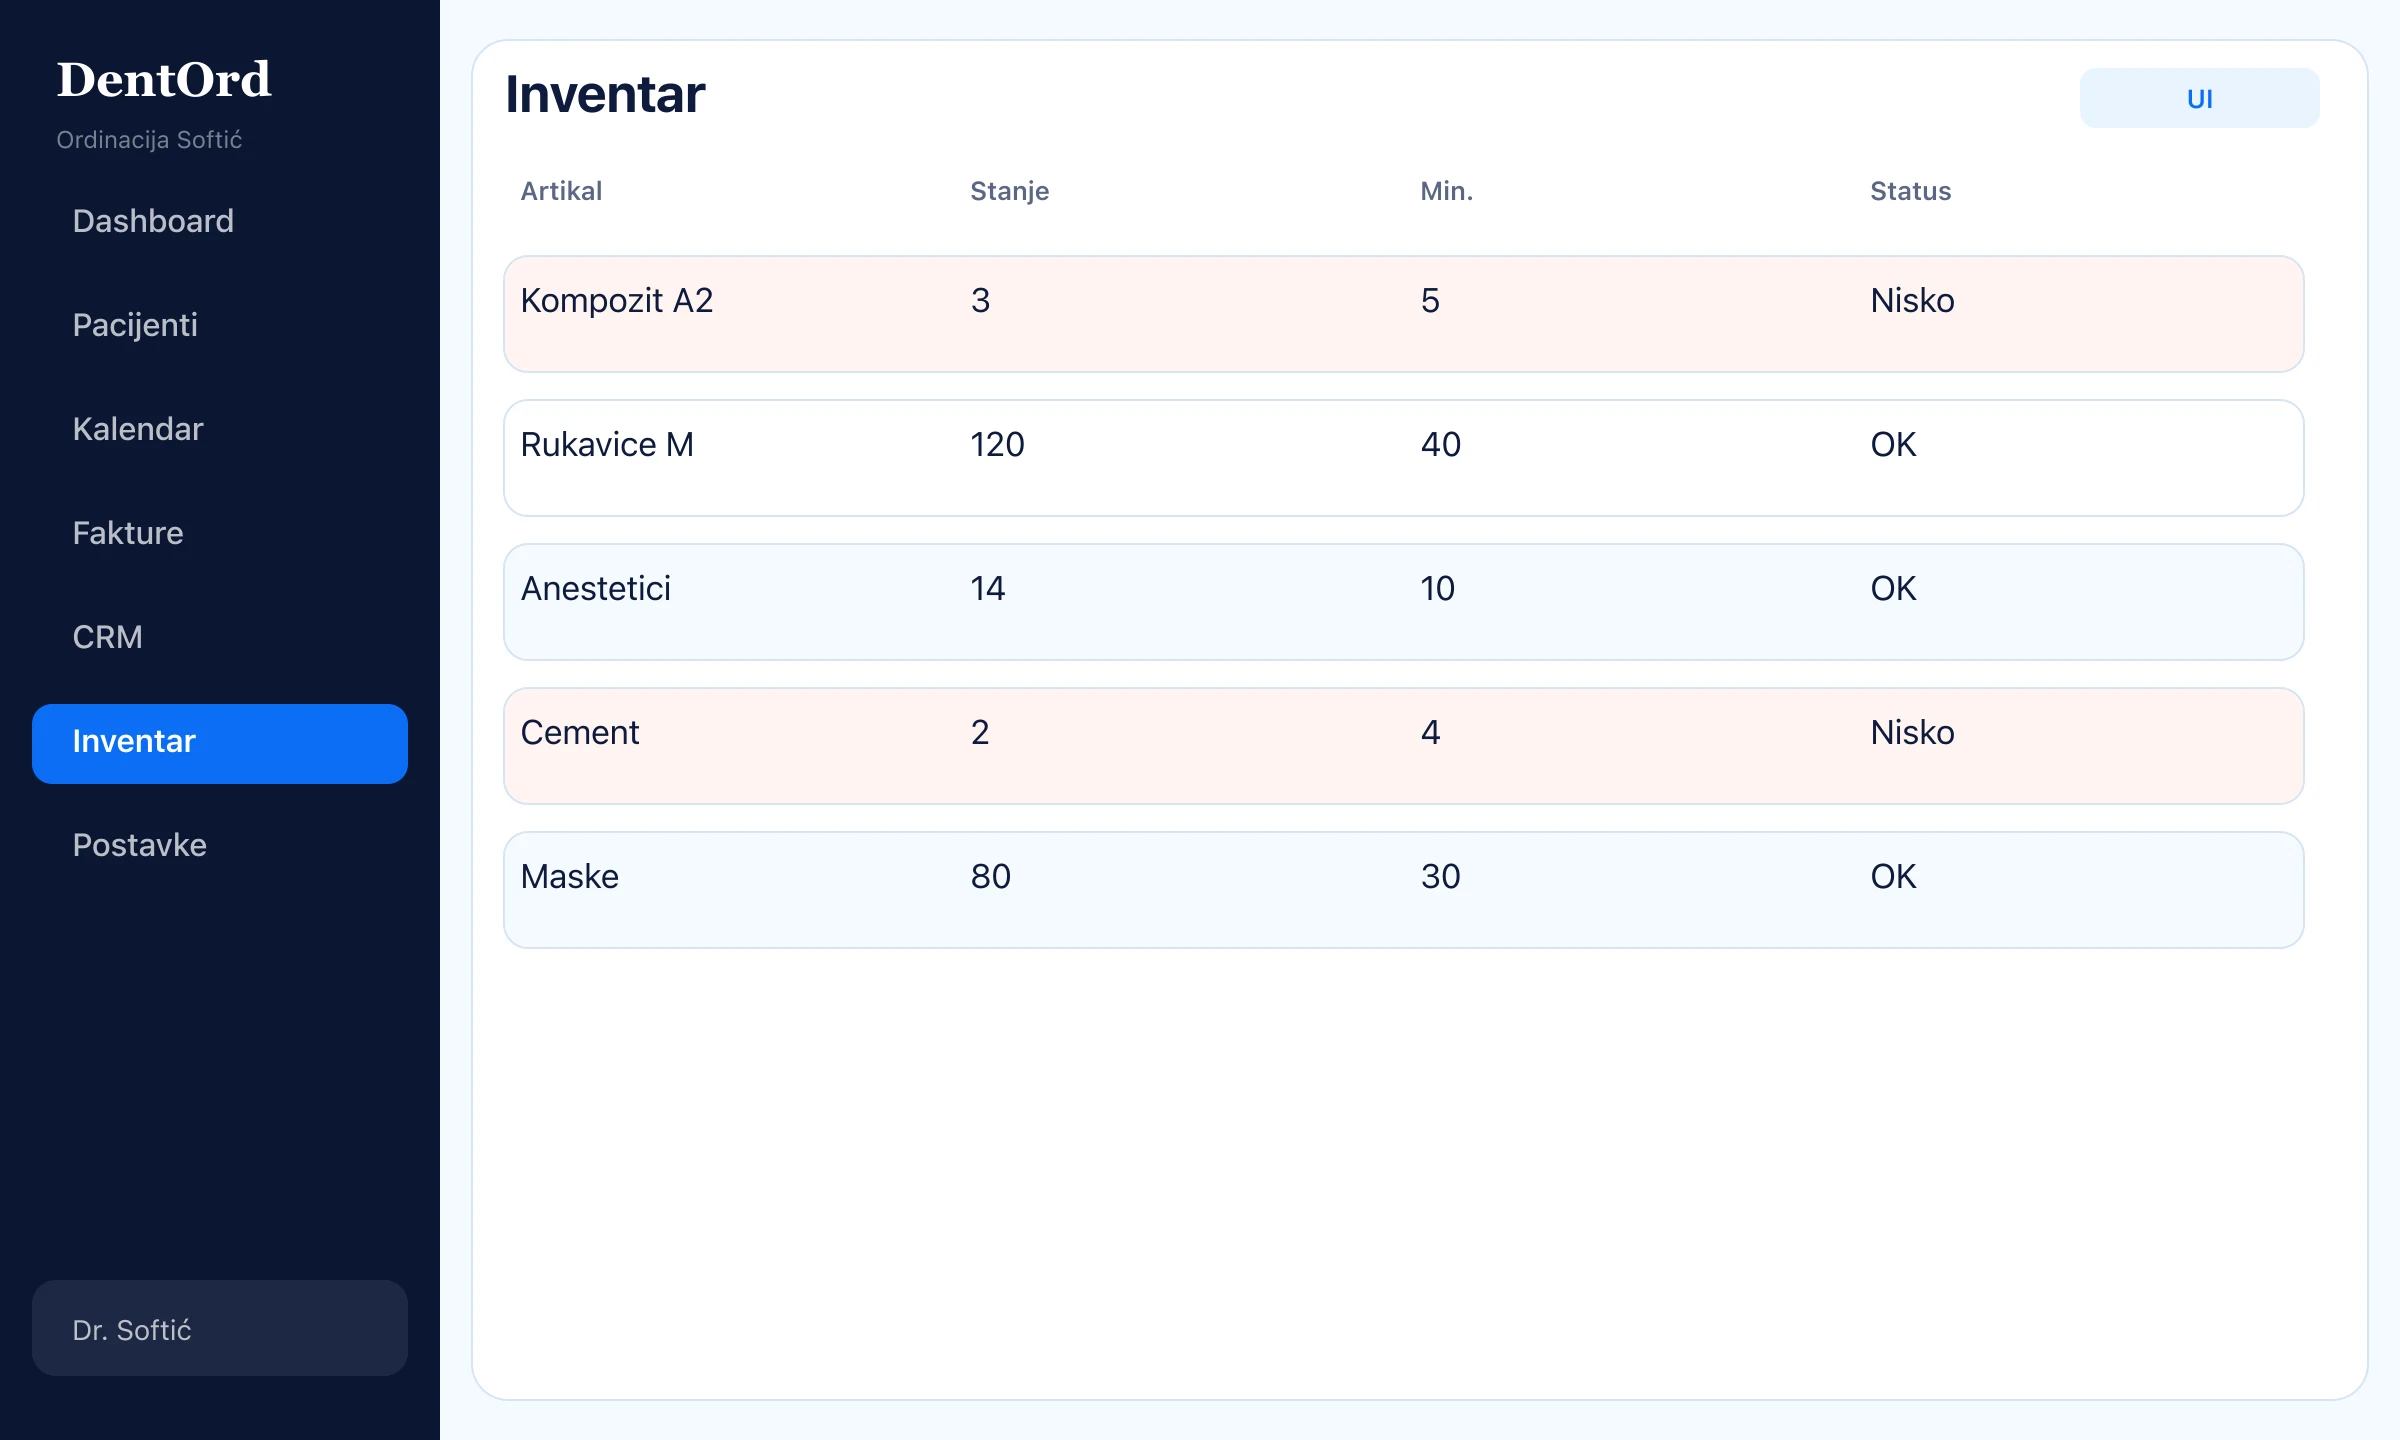 DentOrd
Ordinacija Softić
Dashboard
Pacijenti
Kalendar
Fakture
CRM
Inventar
Postavke
Dr. Softić
Inventar
UI
Artikal Stanje Min. Status
Kompozit A2 3 5 Nisko
Rukavice M 120 40 OK
Anestetici 14 10 OK
Cement 2 4 Nisko
Maske 80 30 OK